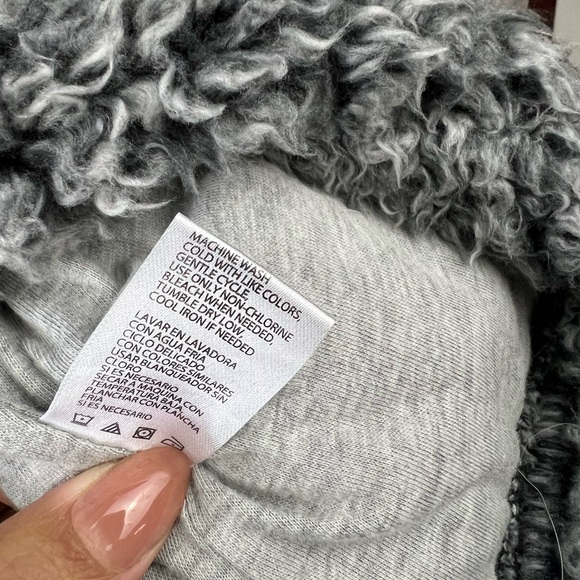 MACHINE WASH
COLD WITH LIKE COLORS,
GENTLE CYCLE.
USE ONLY NON-CHLORINE
BLEACH WHEN NEEDED.
TUMBLE DRY LOW.
COOL IRON IF NEEDED
LAVAR EN LAVADORA
CON AGUA FRIA
CON COLORES SIMILARES
CICLO DELICADO
USAR BLANQUEADOR SIN
CLORO
SI ES NECESARIO
SECAR A MAQUINA CON
TEMPERATURA BAJA
PLANCHAR CON PLANCHA
FRIA
SI ES NECESARIO